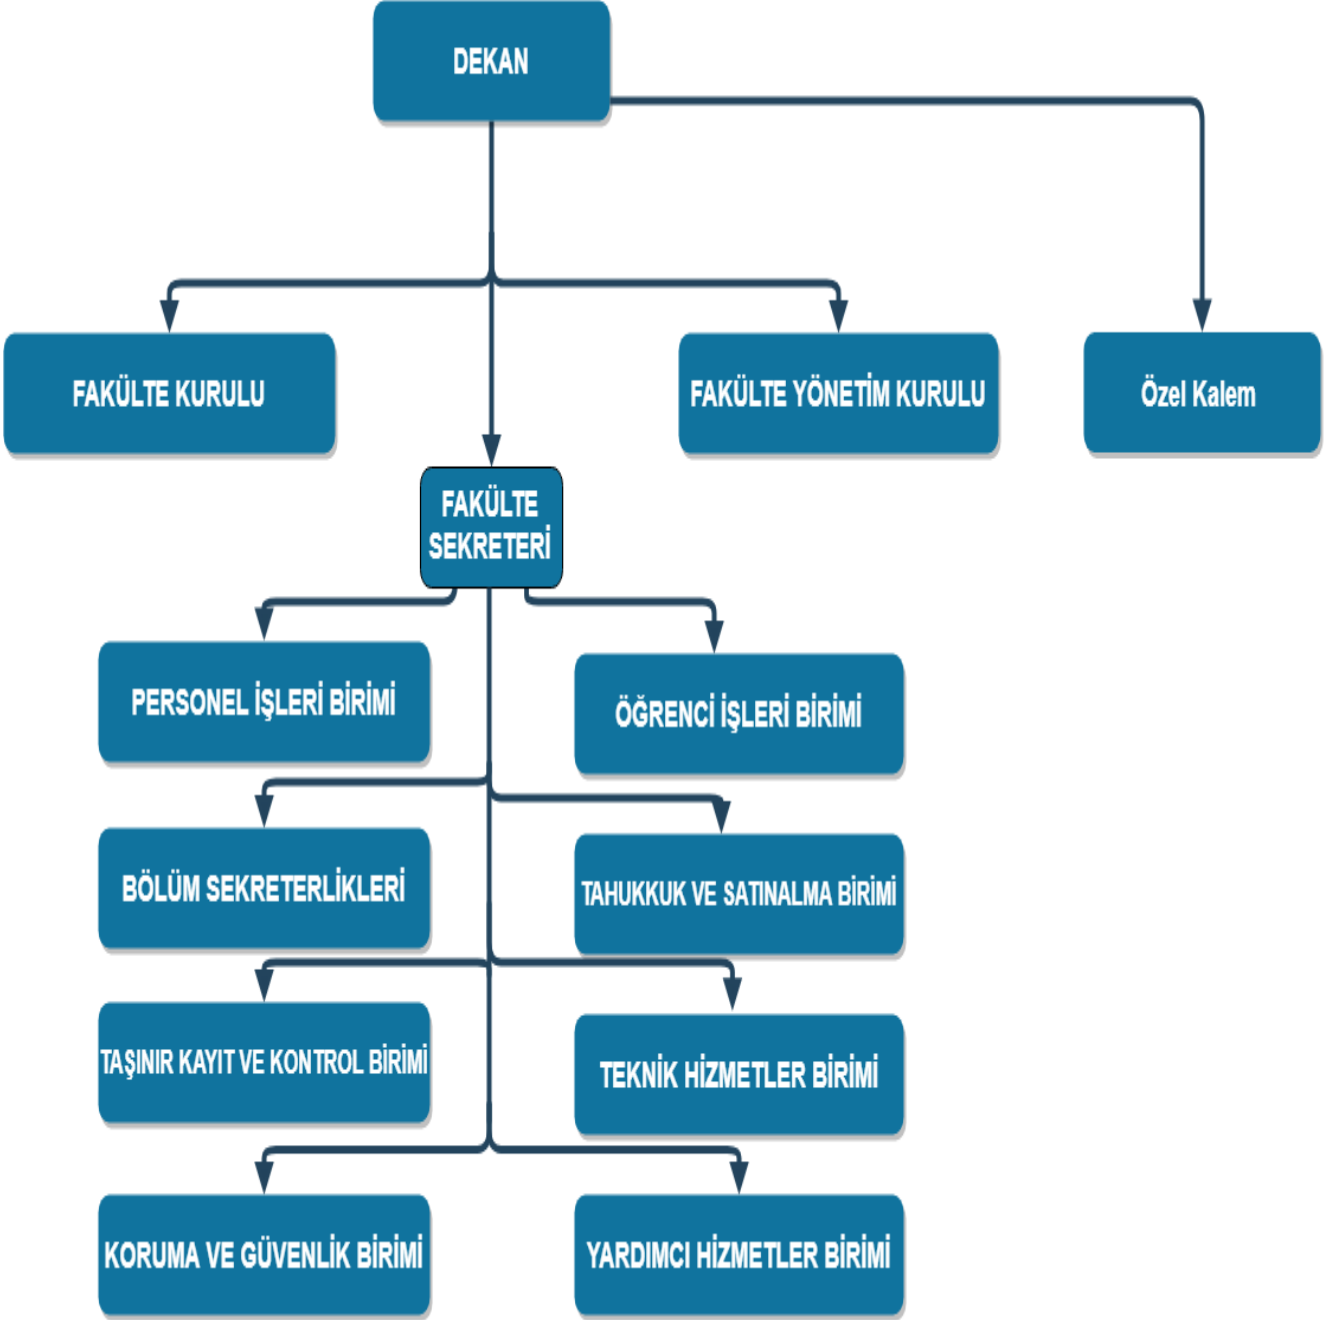 DEKAN
FAKÜLTE KURULU
FAKÜLTE YÖNETİM KURULU
Özel Kalem
FAKÜLTE
SEKRETERİ
PERSONEL İŞLERİ BİRİMİ
ÖĞRENCİ İŞLERİ BİRİMİ
BÖLÜM SEKRETERLİKLERİ
TAHUKKUK VE SATINALMA BİRİMİ
TAŞINIR KAYIT VE KONTROL BİRİMİ
TEKNİK HİZMETLER BİRİMİ
KORUMA VE GÜVENLİK BİRİMİ
YARDIMCI HİZMETLER BİRİMİ